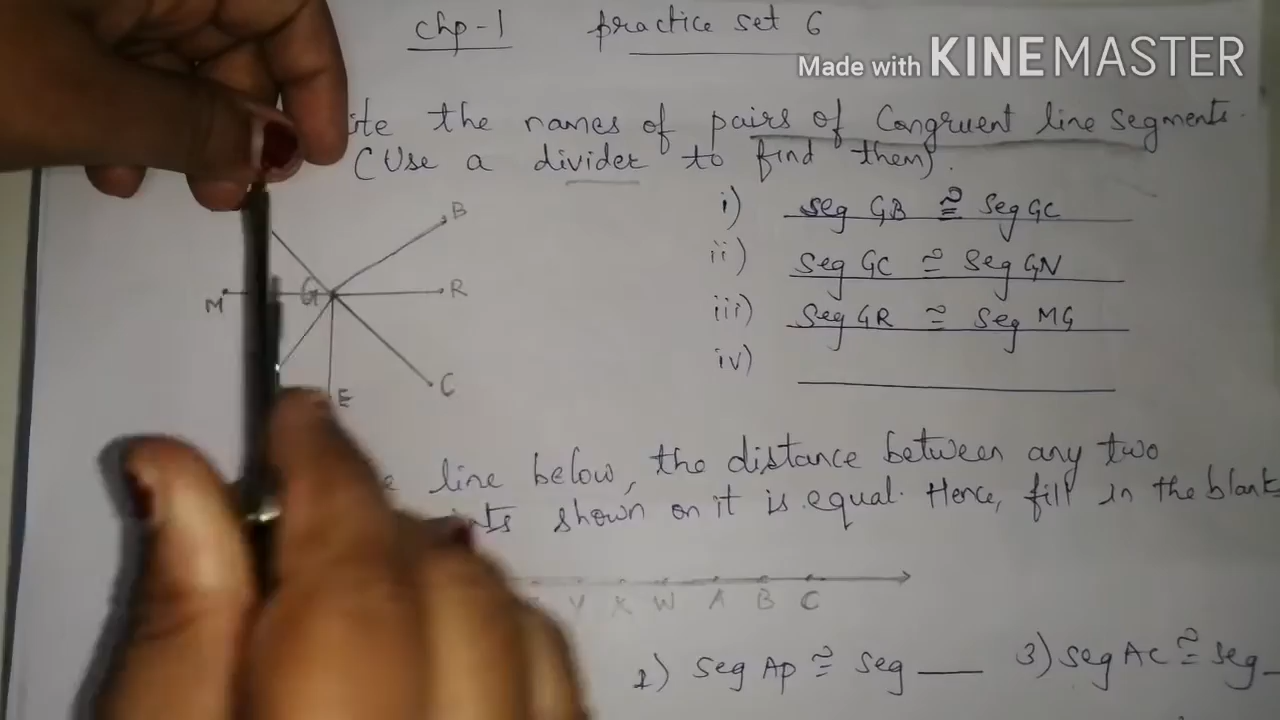 chp-1 practice set 6
Made with KINEMASTER
the names of pairs of Congruent line segments.
(Use a divider to find them).
i) seg GB ≅ seg GC
ii) seg GC ≅ seg GN
iii) seg GR ≅ seg MG
iv)
B
M G R
C
E
line below, the distance between any two
shown on it is equal. Hence, fill in the blank
Y X W A B C
2) seg Ap ≅ seg 3) seg AC ≅ seg